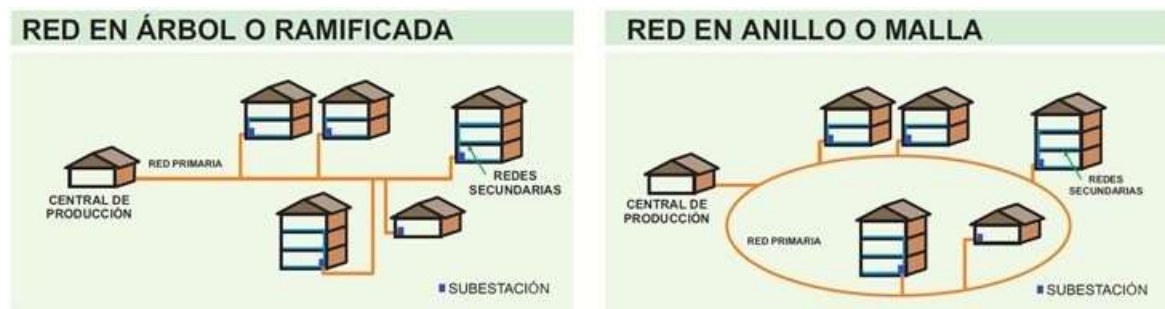 RED EN ÁRBOL O RAMIFICADA
RED PRIMARIA
CENTRAL DE
PRODUCCIÓN
REDES
SECUNDARIAS
SUBESTACIÓN
RED EN ANILLO O MALLA
CENTRAL DE
PRODUCCIÓN
REDES
SECUNDARIAS
RED PRIMARIA
SUBESTACIÓN